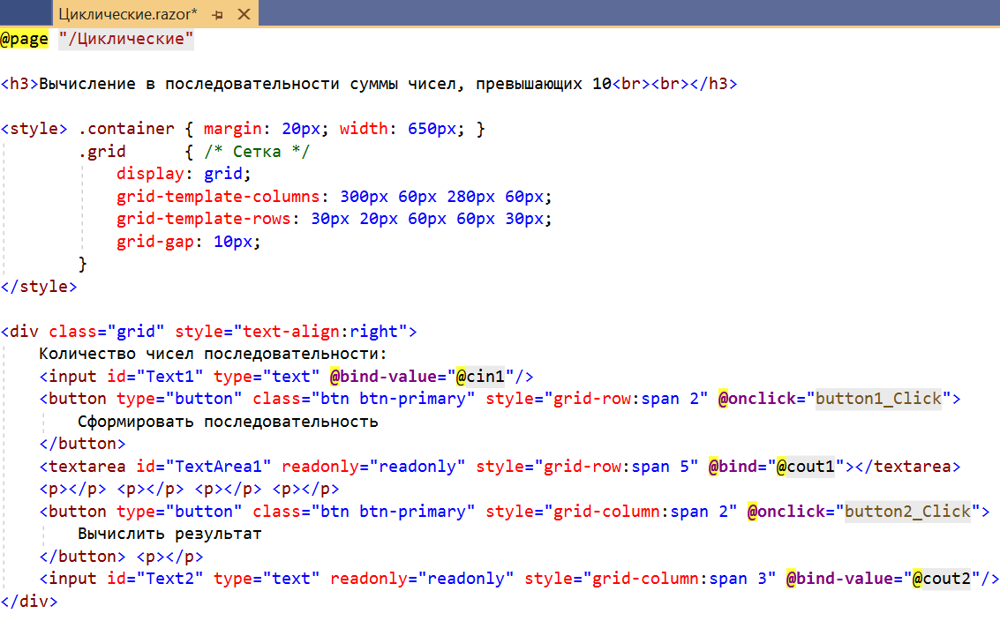 Циклические.razor*
@page "/Циклические"
<h3>Вычисление в последовательности суммы чисел, превышающих 10<br><br></h3>
<style> .container { margin: 20px; width: 650px; }
.grid { /* Сетка */
display: grid;
grid-template-columns: 300px 60px 280px 60px;
grid-template-rows: 30px 20px 60px 60px 30px;
grid-gap: 10px;
}
</style>
<div class="grid" style="text-align:right">
Количество чисел последовательности:
<input id="Text1" type="text" @bind-value="@cin1"/>
<button type="button" class="btn btn-primary" style="grid-row:span 2" @onclick="button1_Click">
Сформировать последовательность
</button>
<textarea id="TextArea1" readonly="readonly" style="grid-row:span 5" @bind="@cout1"></textarea>
<p></p> <p></p> <p></p> <p></p>
<button type="button" class="btn btn-primary" style="grid-column:span 2" @onclick="button2_Click">
Вычислить результат
</button> <p></p>
<input id="Text2" type="text" readonly="readonly" style="grid-column:span 3" @bind-value="@cout2"/>
</div>